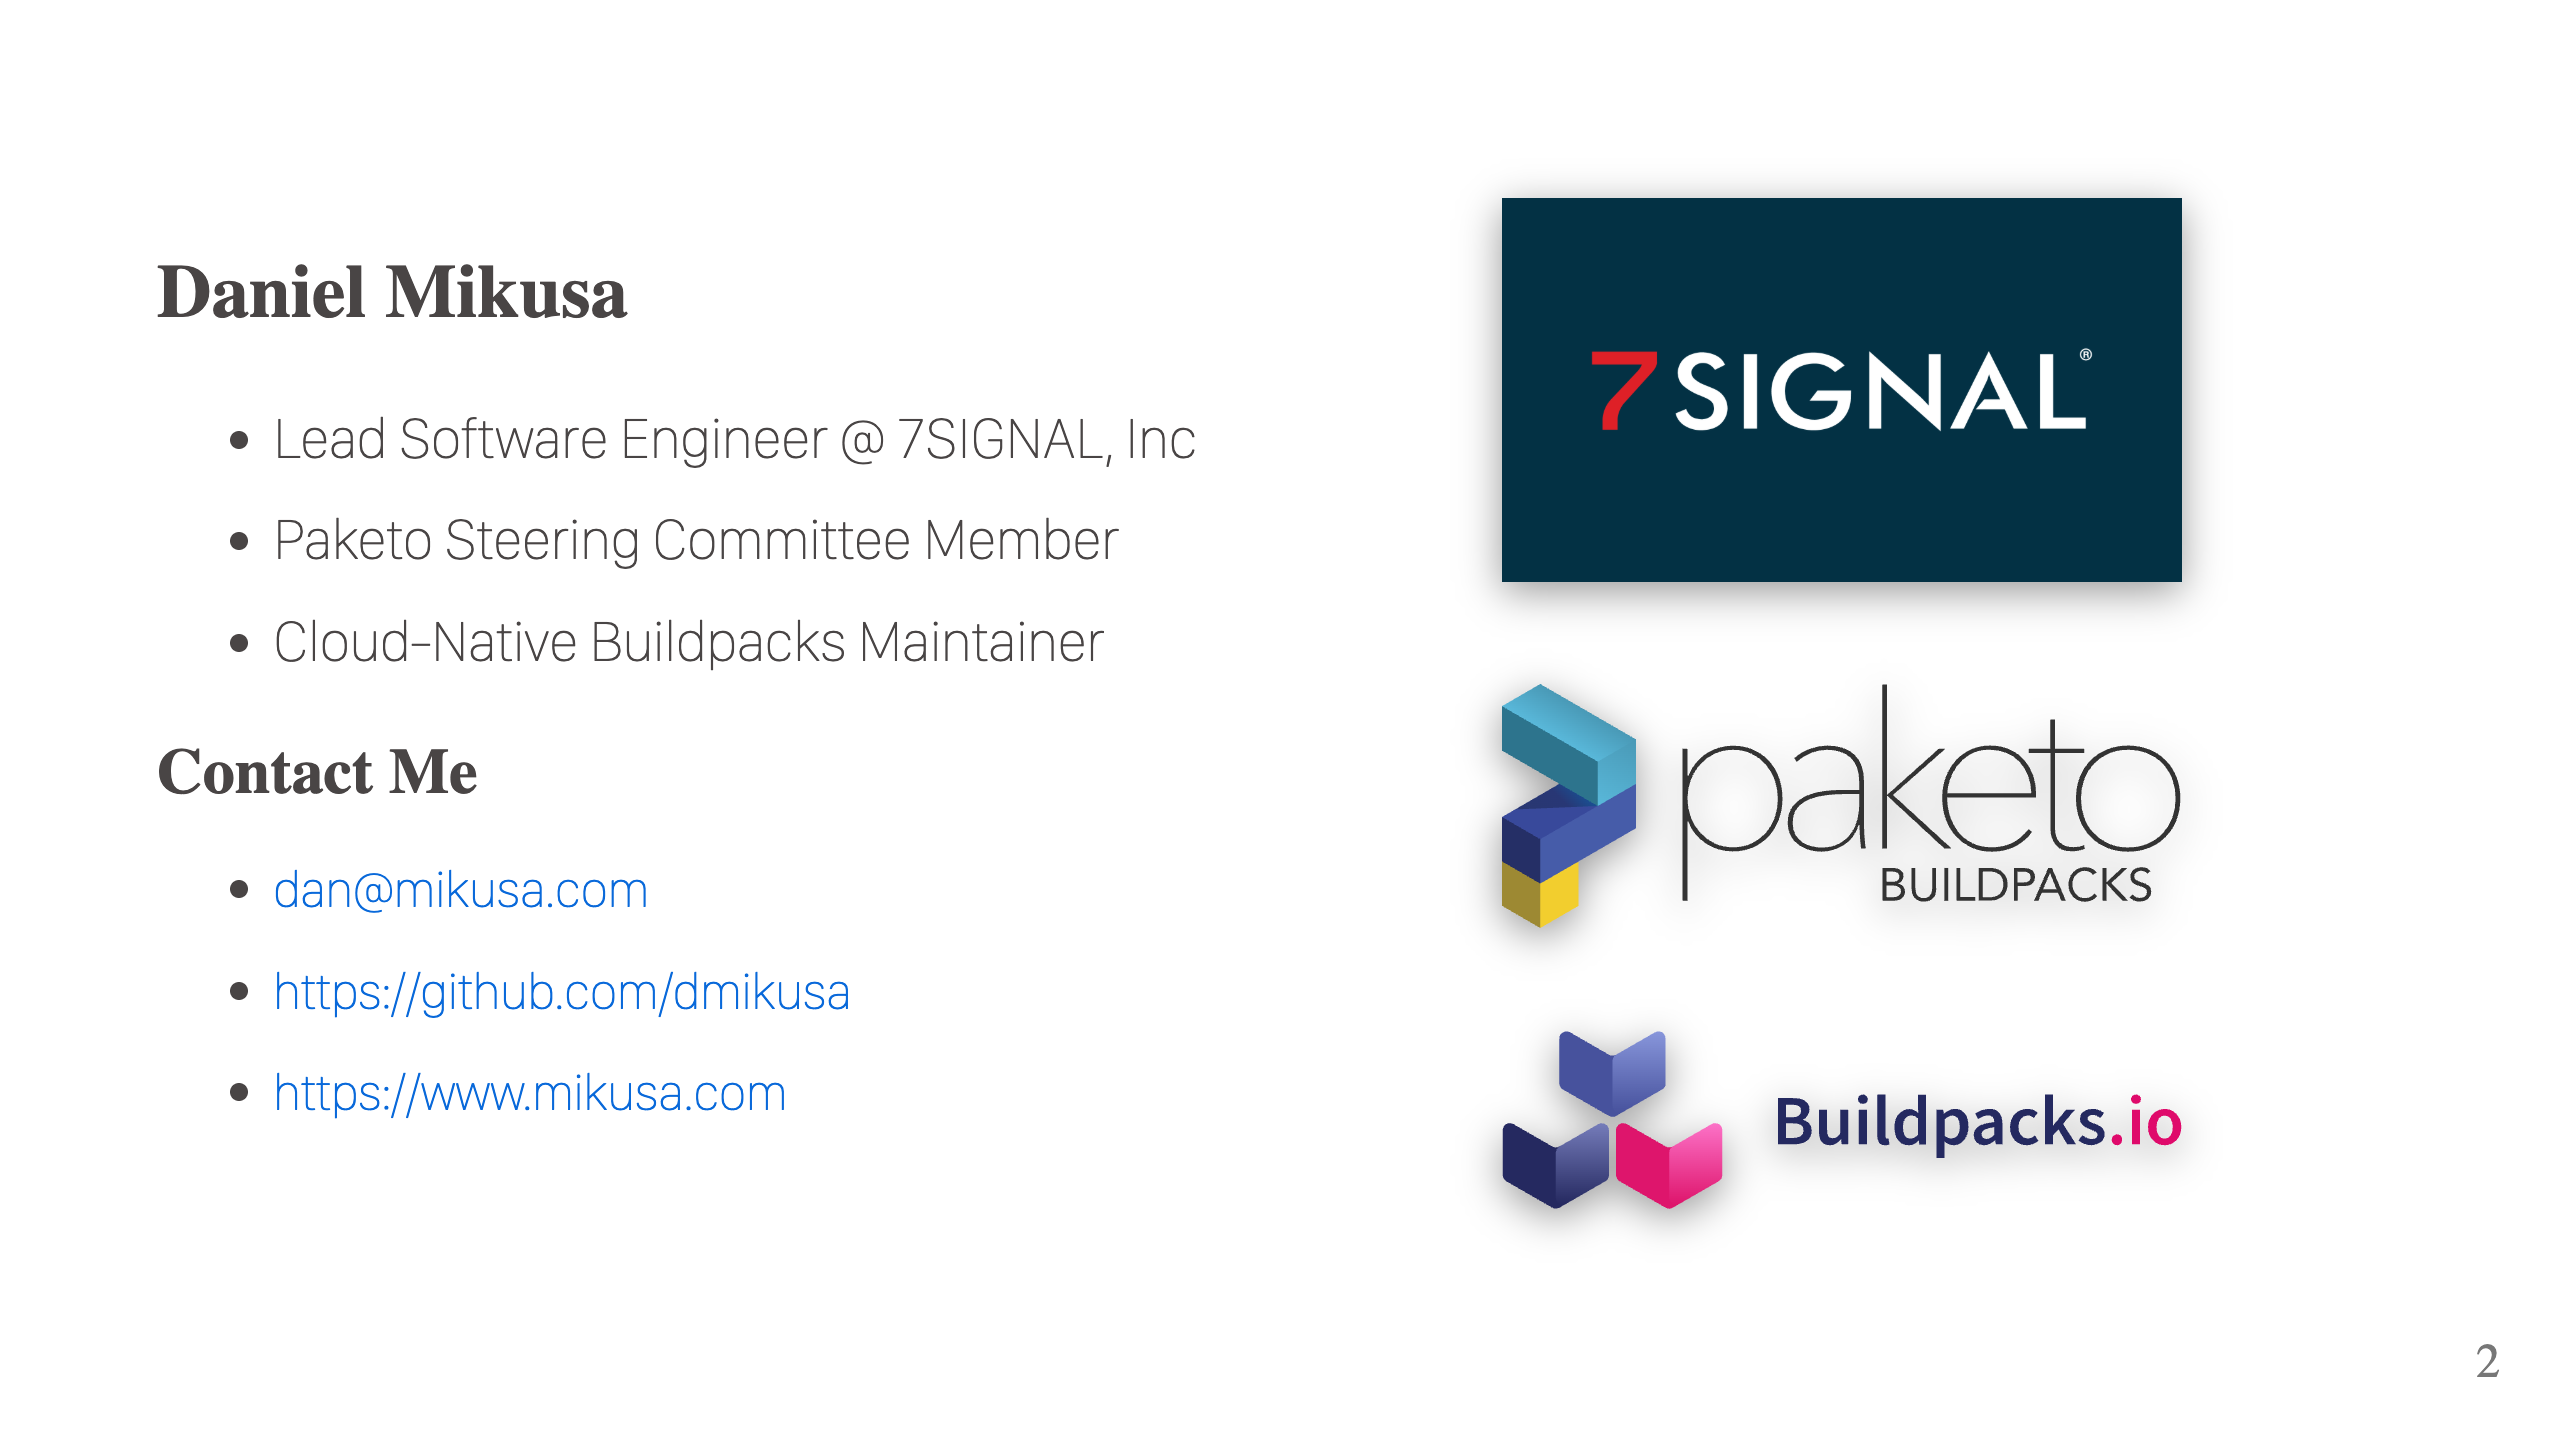 Daniel Mikusa
Lead Software Engineer @ 7SIGNAL, Inc
Paketo Steering Committee Member
Cloud-Native Buildpacks Maintainer
Contact Me
dan@mikusa.com
https://github.com/dmikusa
https://www.mikusa.com
7SIGNAL®
paketo
BUILDPACKS
Buildpacks.io
2